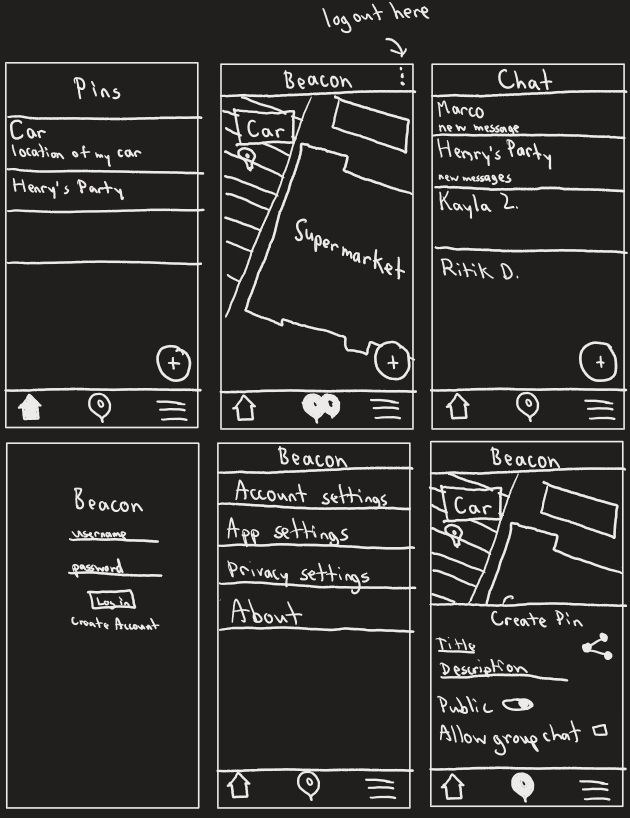 log out here
Pins
Car
location of my car
Henry's Party
+
Beacon
Car
Supermarket
+
Chat
Marco
new message
Henry's Party
new messages
Kayla Z.
Ritik D.
+
Beacon
username
password
Log in
Create Account
Beacon
Account settings
App settings
Privacy settings
About
Beacon
Car
Create Pin
Title
Description
Public
Allow group chat